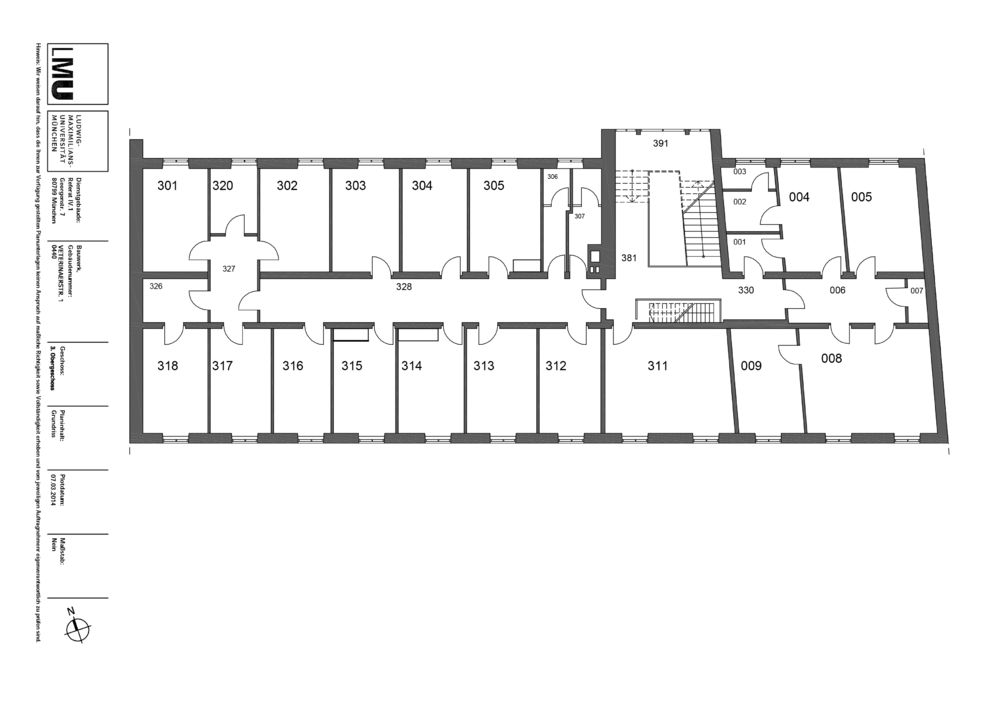 LMU
LUDWIG-
MAXIMILIANS-
UNIVERSITÄT
MÜNCHEN
Dienstgebäude:
Referat IV.1
Georgenstr. 7
80799 München
Bauwerk,
Gebäudenummer:
VETERINAERSTR. 1
0440
Geschoss:
3. Obergeschoss
Planinhalt:
Grundriss
Plotdatum:
07.03.2014
Maßstab:
Nein
N
Hinweis: Wir weisen darauf hin, dass die Ihnen zur Verfügung gestellten Planunterlagen keinen Anspruch auf maßliche Richtigkeit sowie Vollständigkeit erheben und vom jeweiligen Auftragnehmer eigenverantwortlich zu prüfen sind.
391
301
320
302
303
304
305
306
307
003
002
001
004
005
381
327
326
328
330
006
007
318
317
316
315
314
313
312
311
009
008